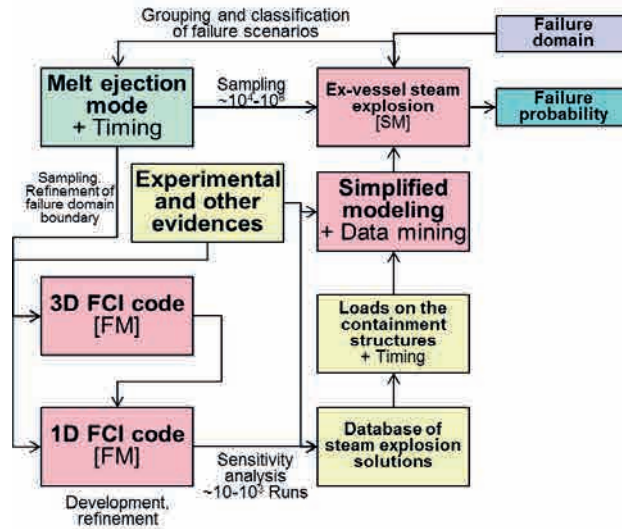 Grouping and classification
of failure scenarios
Failure
domain
Melt ejection
mode
+ Timing
Sampling
~10⁴-10⁶
Ex-vessel steam
explosion
[SM]
Failure
probability
Sampling.
Refinement of
failure domain
boundary
Experimental
and other
evidences
Simplified
modeling
+ Data mining
3D FCI code
[FM]
Loads on the
containment
structures
+ Timing
1D FCI code
[FM]
Sensitivity
analysis
~10-10³ Runs
Database of
steam explosion
solutions
Development,
refinement